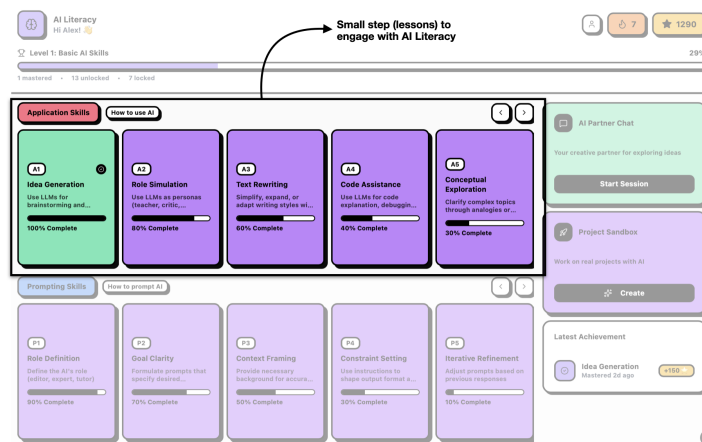 AI Literacy
Hi Alex! 👋
Small step (lessons) to
engage with AI Literacy
7
1290
Level 1: Basic AI Skills
29%
1 mastered • 13 unlocked • 7 locked
Application Skills
How to use AI
A1
Idea Generation
Use LLMs for
brainstorming and...
100% Complete
A2
Role Simulation
Use LLMs as personas
(teacher, critic,...
80% Complete
A3
Text Rewriting
Simplify, expand, or
adapt writing styles wi...
60% Complete
A4
Code Assistance
Use LLMs for code
explanation, debuggin...
40% Complete
A5
Conceptual
Exploration
Clarify complex topics
through analogies or...
30% Complete
AI Partner Chat
Your creative partner for exploring ideas
Start Session
Project Sandbox
Work on real projects with AI
Create
Prompting Skills
How to prompt AI
P1
Role Definition
Define the AI's role
(editor, expert, tutor)
90% Complete
P2
Goal Clarity
Formulate prompts that
specify desired...
70% Complete
P3
Context Framing
Provide necessary
background for accura...
50% Complete
P4
Constraint Setting
Use instructions to
shape output format a...
30% Complete
P5
Iterative Refinement
Adjust prompts based on
previous responses
10% Complete
Latest Achievement
Idea Generation
Mastered 2d ago
+150